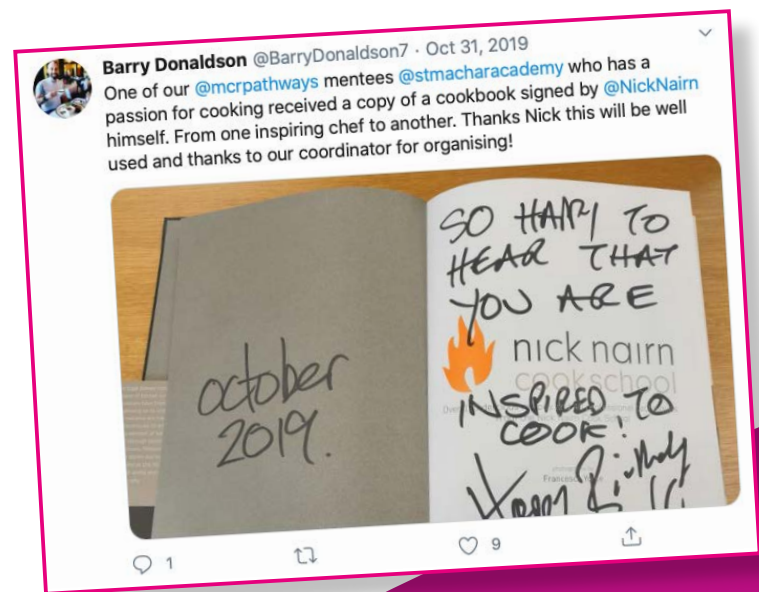 Barry Donaldson @BarryDonaldson7 · Oct 31, 2019
One of our @mcrpathways mentees @stmacharacademy who has a
passion for cooking received a copy of a cookbook signed by @NickNairn
himself. From one inspiring chef to another. Thanks Nick this will be well
used and thanks to our coordinator for organising!
october
2019.
SO HAPPY TO
HEAR THAT
YOU ARE
nick nairn
cookschool
INSPIRED TO
COOK!
Happy Birthday
1
9